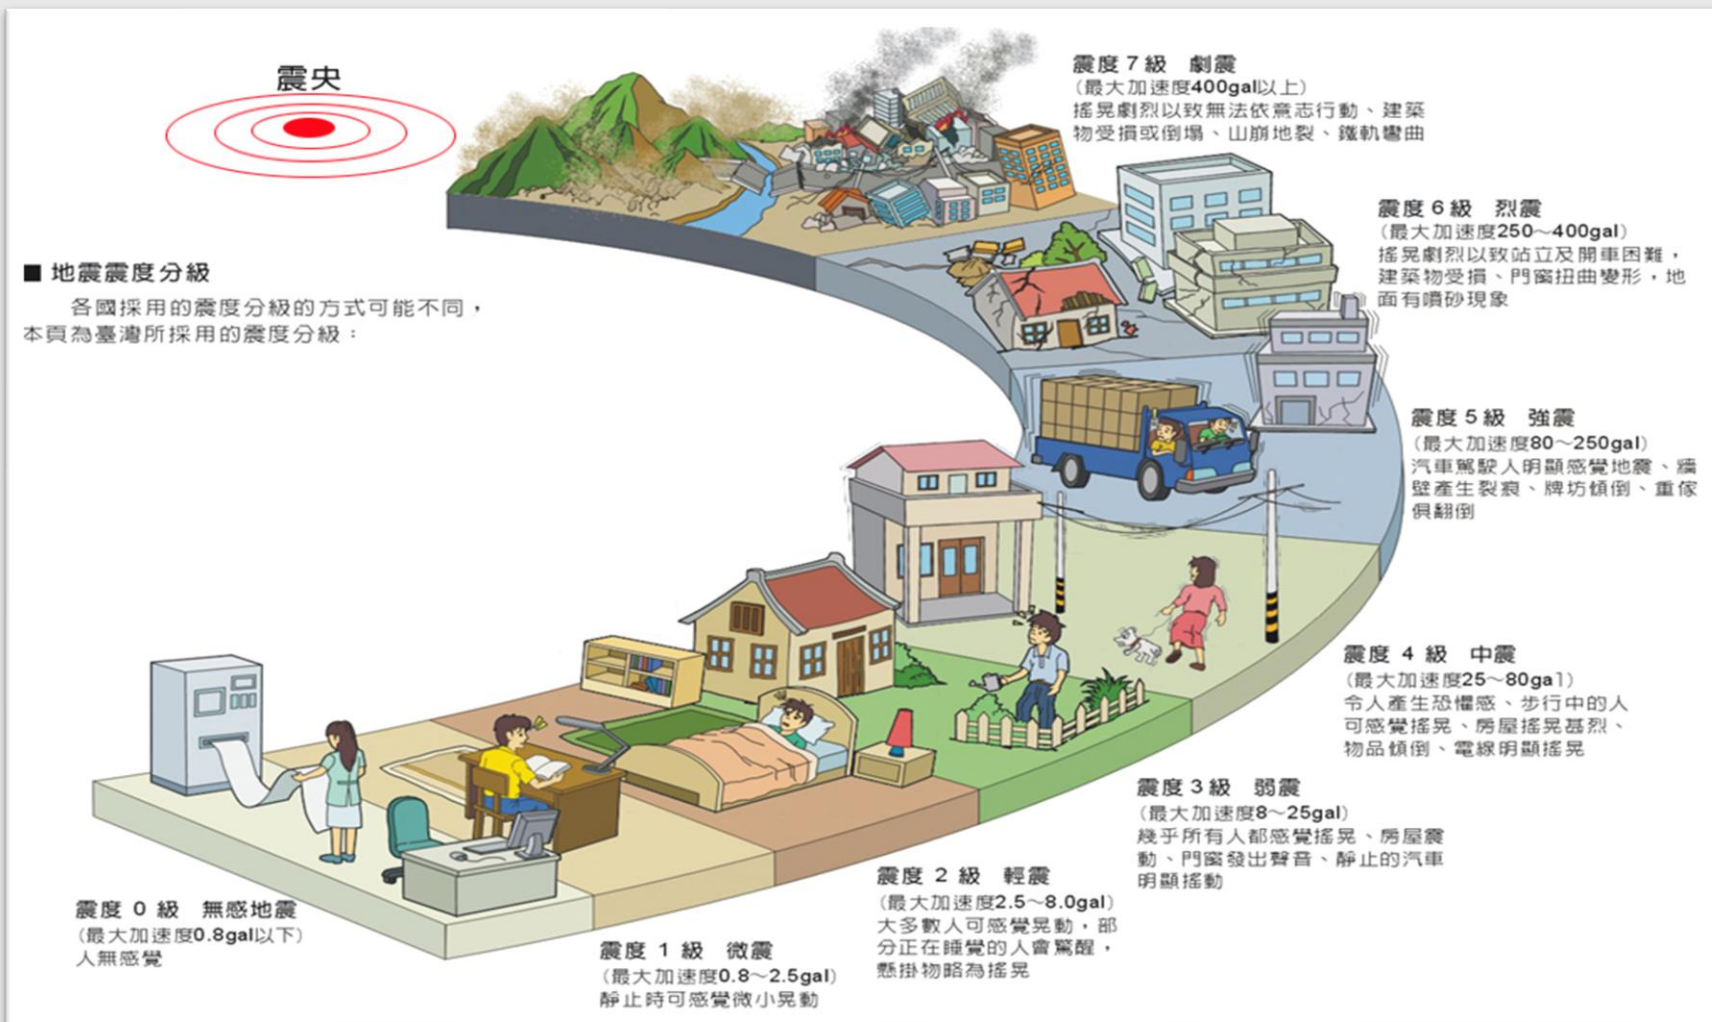 震央
震度7級 劇震
(最大加速度400gal以上)
搖晃劇烈以致無法依意志行動、建築
物受損或倒塌、山崩地裂、鐵軌彎曲
震度6級 烈震
(最大加速度250～400gal)
搖晃劇烈以致站立及開車困難，
建築物受損、門窗扭曲變形，地
面有噴砂現象
■ 地震震度分級
各國採用的震度分級的方式可能不同，
本頁為臺灣所採用的震度分級：
震度5級 強震
(最大加速度80～250gal)
汽車駕駛人明顯感覺地震、牆
壁產生裂痕、牌坊傾倒、重傢
俱翻倒
震度 4 級 中震
(最大加速度25～80gal)
令人產生恐懼感、步行中的人
可感覺搖晃、房屋搖晃甚烈、
物品傾倒、電線明顯搖晃
震度3級 弱震
(最大加速度8～25gal)
幾乎所有人都感覺搖晃、房屋震
動、門窗發出聲音、靜止的汽車
明顯搖動
震度 2 級 輕震
(最大加速度2.5～8.0gal)
大多數人可感覺晃動，部
分正在睡覺的人會驚醒，
懸掛物略為搖晃
震度 1 級 微震
(最大加速度0.8～2.5gal)
靜止時可感覺微小晃動
震度 0 級 無感地震
(最大加速度0.8gal以下)
人無感覺